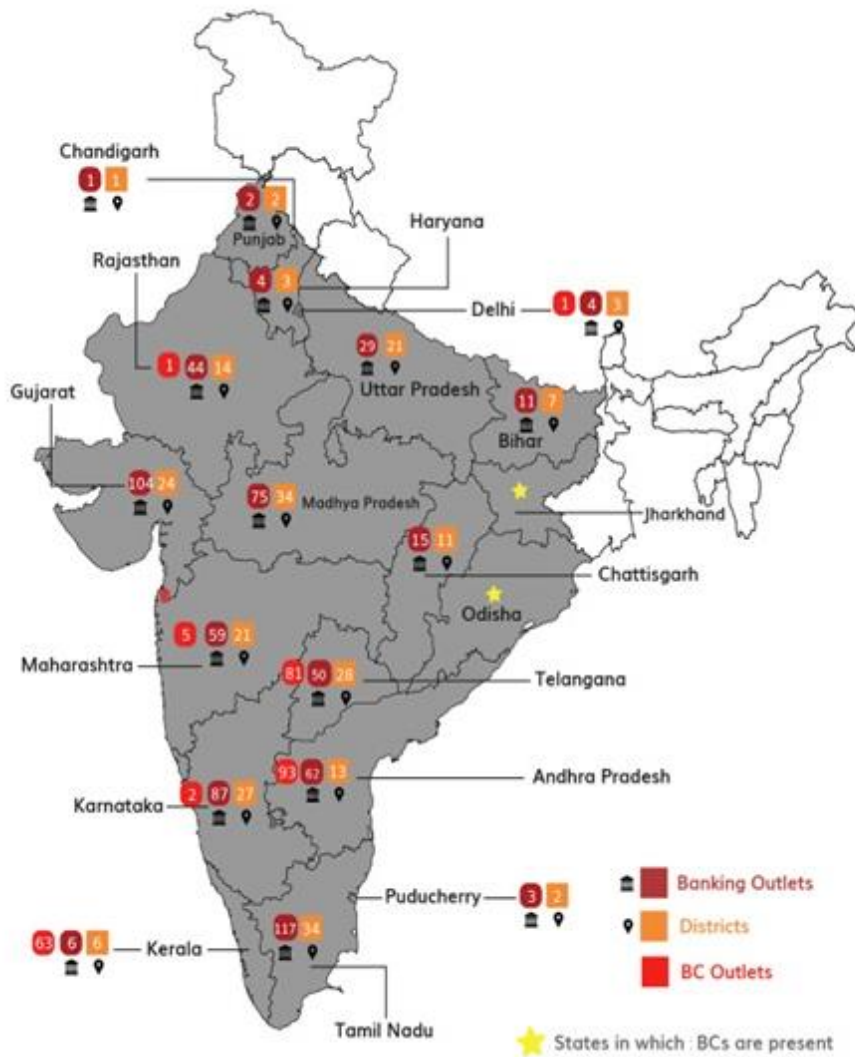 Chandigarh
1 1
2 2
Punjab
Haryana
Rajasthan
4 3
Delhi
1 4 3
1 44 14
29 21
Uttar Pradesh
Gujarat
11 7
Bihar
104 24
75 34
Madhya Pradesh
Jharkhand
15 11
Chattisgarh
Odisha
5 59 21
Maharashtra
81 50 28
Telangana
93 62 13
Andhra Pradesh
2 87 27
Karnataka
Puducherry
3 2
Banking Outlets
Districts
BC Outlets
63 6 6
Kerala
117 34
Tamil Nadu
States in which : BCs are present